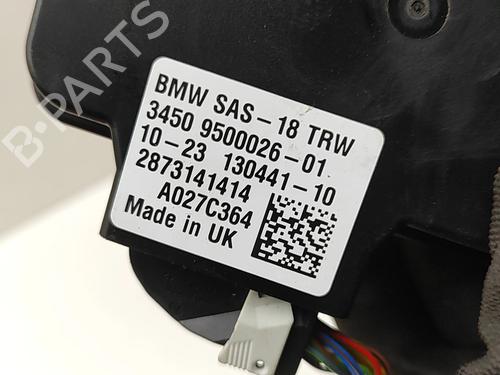 B-PARTS
BMW SAS-18 TRW
3450 9500026-01
10-23 130441-10
2873141414
A027C364
Made in UK